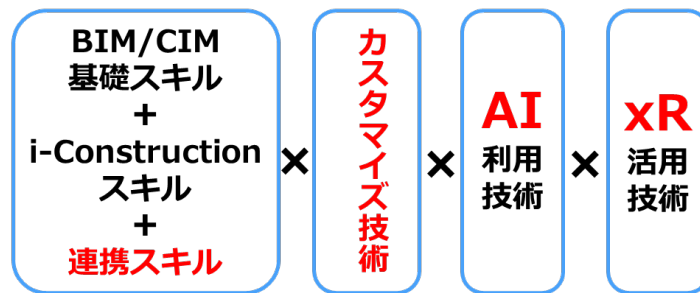 BIM/CIM
基礎スキル
+
i-Construction
スキル
+
連携スキル
×
カスタマイズ技術
×
AI
利用
技術
×
xR
活用
技術